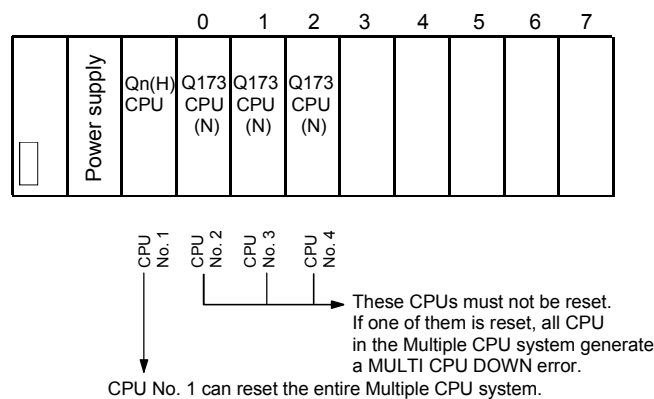 0 1 2 3 4 5 6 7
Power supply
Qn(H)
CPU
Q173
CPU
(N)
Q173
CPU
(N)
Q173
CPU
(N)
CPU
No. 1
CPU
No. 2
CPU
No. 3
CPU
No. 4
These CPUs must not be reset.
If one of them is reset, all CPU
in the Multiple CPU system generate
a MULTI CPU DOWN error.
CPU No. 1 can reset the entire Multiple CPU system.